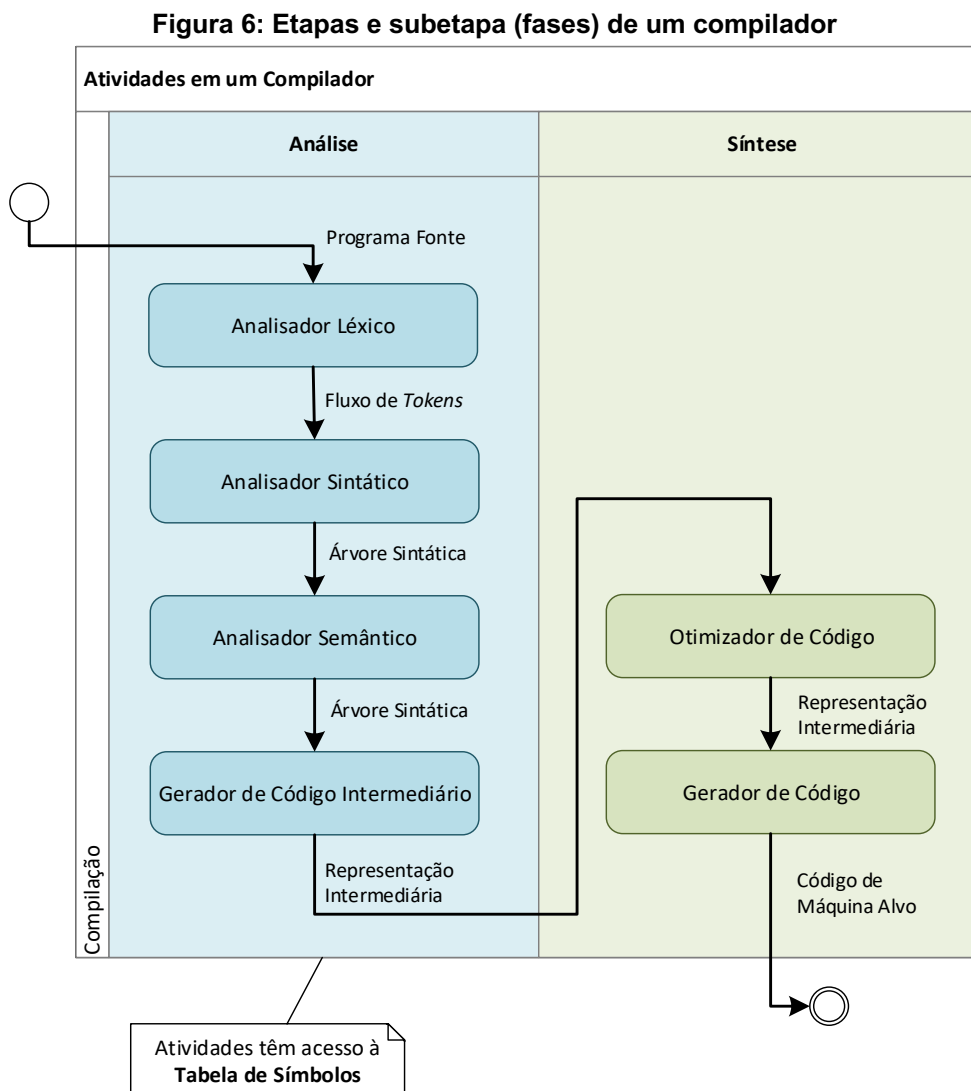 Figura 6: Etapas e subetapa (fases) de um compilador
Atividades em um Compilador
Análise
Síntese
Programa Fonte
Analisador Léxico
Fluxo de Tokens
Analisador Sintático
Árvore Sintática
Analisador Semântico
Árvore Sintática
Gerador de Código Intermediário
Representação
Intermediária
Otimizador de Código
Representação
Intermediária
Gerador de Código
Código de
Máquina Alvo
Compilação
Atividades têm acesso à
Tabela de Símbolos